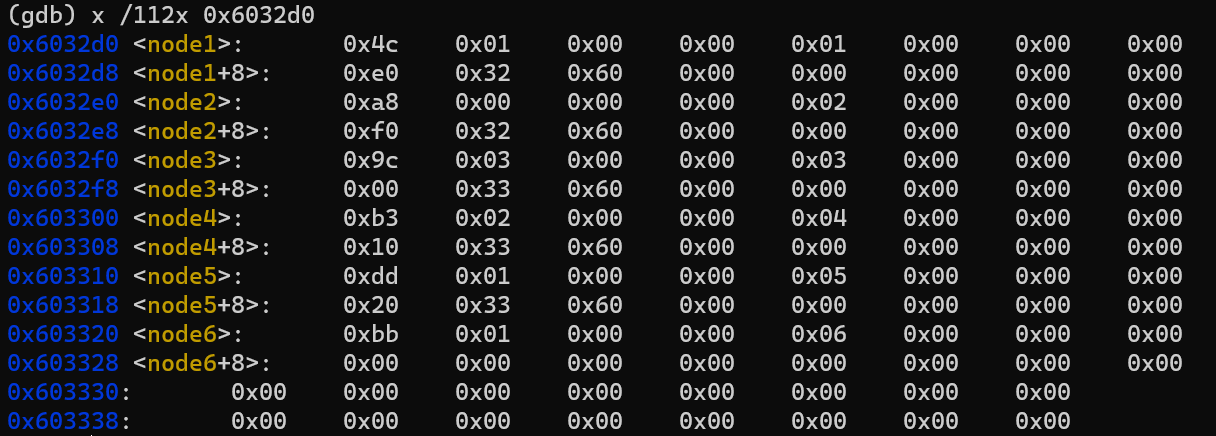 (gdb) x /112x 0x6032d0
0x6032d0 <node1>: 0x4c 0x01 0x00 0x00 0x01 0x00 0x00 0x00
0x6032d8 <node1+8>: 0xe0 0x32 0x60 0x00 0x00 0x00 0x00 0x00
0x6032e0 <node2>: 0xa8 0x00 0x00 0x00 0x02 0x00 0x00 0x00
0x6032e8 <node2+8>: 0xf0 0x32 0x60 0x00 0x00 0x00 0x00 0x00
0x6032f0 <node3>: 0x9c 0x03 0x00 0x00 0x03 0x00 0x00 0x00
0x6032f8 <node3+8>: 0x00 0x33 0x60 0x00 0x00 0x00 0x00 0x00
0x603300 <node4>: 0xb3 0x02 0x00 0x00 0x04 0x00 0x00 0x00
0x603308 <node4+8>: 0x10 0x33 0x60 0x00 0x00 0x00 0x00 0x00
0x603310 <node5>: 0xdd 0x01 0x00 0x00 0x05 0x00 0x00 0x00
0x603318 <node5+8>: 0x20 0x33 0x60 0x00 0x00 0x00 0x00 0x00
0x603320 <node6>: 0xbb 0x01 0x00 0x00 0x06 0x00 0x00 0x00
0x603328 <node6+8>: 0x00 0x00 0x00 0x00 0x00 0x00 0x00 0x00
0x603330: 0x00 0x00 0x00 0x00 0x00 0x00 0x00 0x00
0x603338: 0x00 0x00 0x00 0x00 0x00 0x00 0x00 0x00